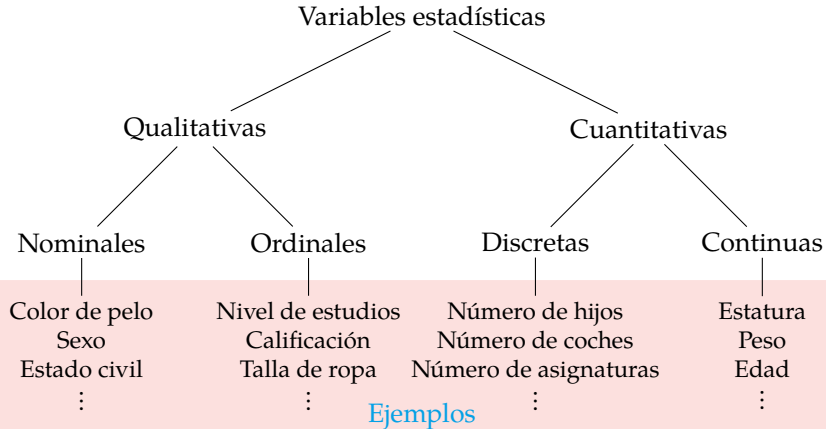 Variables estadísticas
Qualitativas
Cuantitativas
Nominales
Ordinales
Discretas
Continuas
Color de pelo
Sexo
Estado civil
⋮
Nivel de estudios
Calificación
Talla de ropa
⋮
Número de hijos
Número de coches
Número de asignaturas
⋮
Estatura
Peso
Edad
⋮
Ejemplos